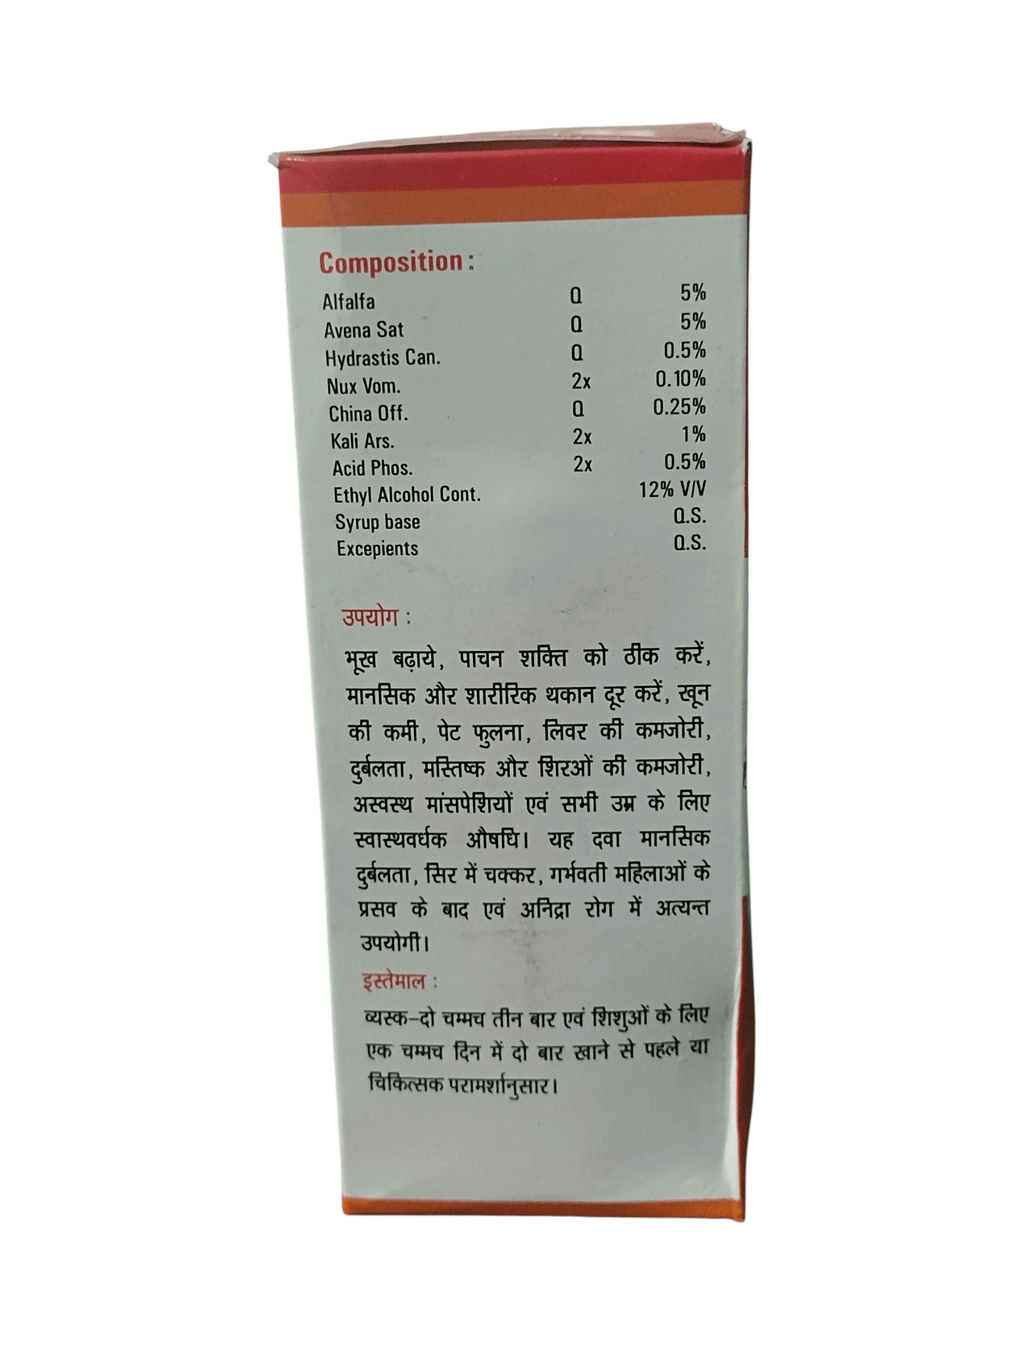 Composition :
Alfalfa Q 5%
Avena Sat Q 5%
Hydrastis Can. Q 0.5%
Nux Vom. 2x 0.10%
China Off. Q 0.25%
Kali Ars. 2x 1%
Acid Phos. 2x 0.5%
Ethyl Alcohol Cont. 12% V/V
Syrup base Q.S.
Excepients Q.S.
उपयोग :
भूख बढ़ाये, पाचन शक्ति को ठीक करें,
मानसिक और शारीरिक थकान दूर करें, खून
की कमी, पेट फुलना, लिवर की कमजोरी,
दुर्बलता, मस्तिष्क और शिरओं की कमजोरी,
अस्वस्थ मांसपेशियों एवं सभी उम्र के लिए
स्वास्थवर्धक औषधि। यह दवा मानसिक
दुर्बलता, सिर में चक्कर, गर्भवती महिलाओं के
प्रसव के बाद एवं अनिद्रा रोग में अत्यन्त
उपयोगी।
इस्तेमाल :
व्यस्क–दो चम्मच तीन बार एवं शिशुओं के लिए
एक चम्मच दिन में दो बार खाने से पहले या
चिकित्सक परामर्शानुसार।